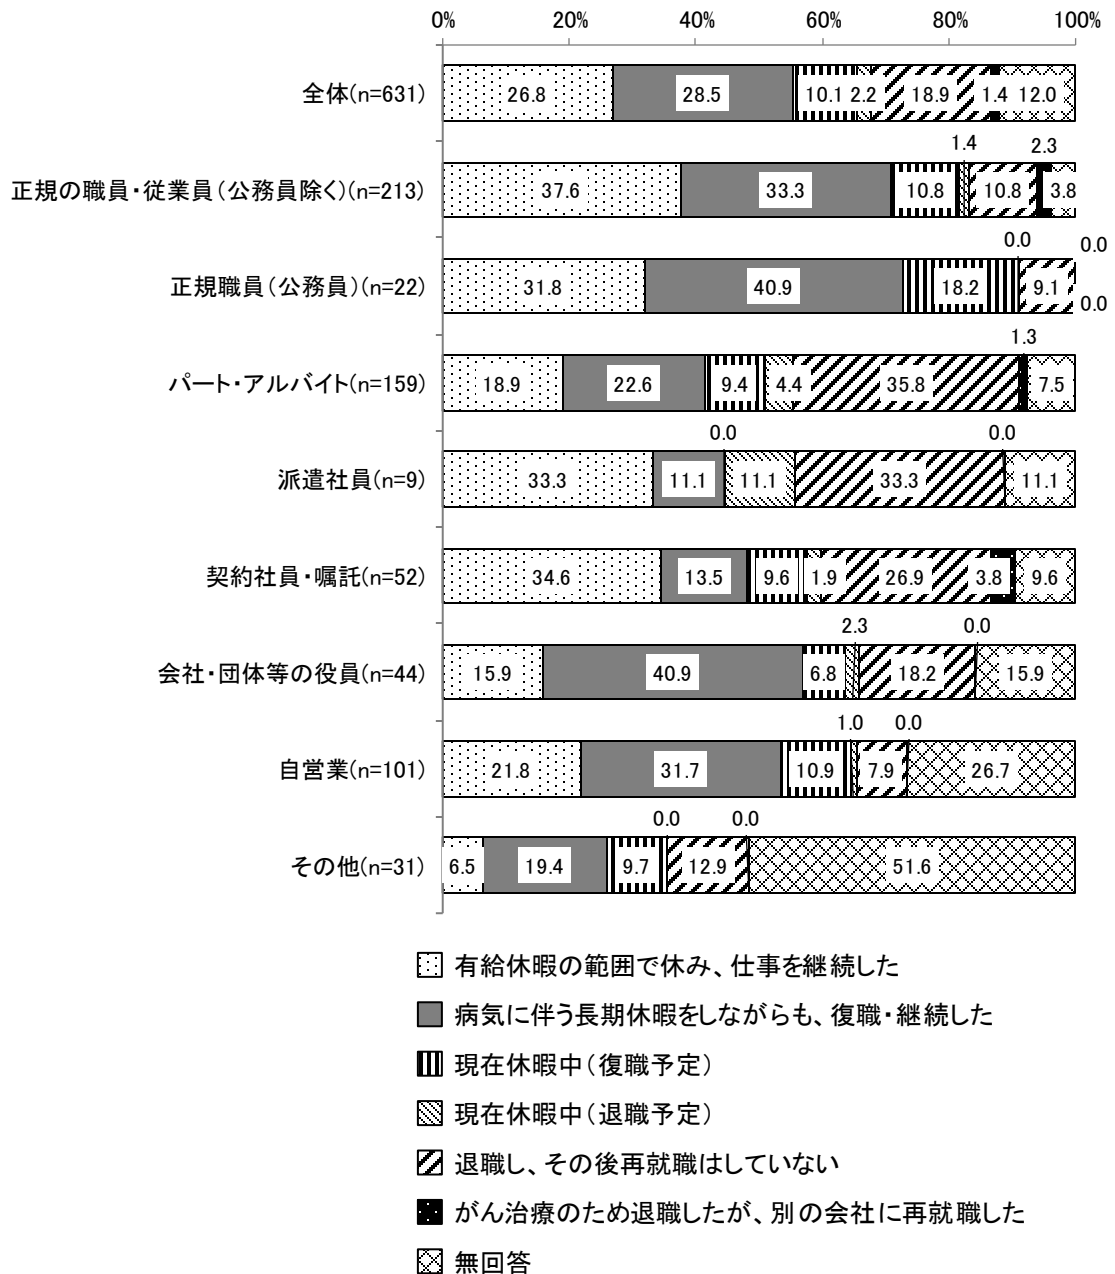 0% 20% 40% 60% 80% 100%
全体(n=631) 26.8 28.5 10.1 2.2 18.9 1.4 12.0
1.4 2.3
正規の職員・従業員(公務員除く)(n=213) 37.6 33.3 10.8 10.8 3.8
0.0 0.0
正規職員(公務員)(n=22) 31.8 40.9 18.2 9.1 0.0
1.3
パート・アルバイト(n=159) 18.9 22.6 9.4 4.4 35.8 7.5
0.0 0.0
派遣社員(n=9) 33.3 11.1 11.1 33.3 11.1
契約社員・嘱託(n=52) 34.6 13.5 9.6 1.9 26.9 3.8 9.6
2.3 0.0
会社・団体等の役員(n=44) 15.9 40.9 6.8 18.2 15.9
1.0 0.0
自営業(n=101) 21.8 31.7 10.9 7.9 26.7
0.0 0.0
その他(n=31) 6.5 19.4 9.7 12.9 51.6
有給休暇の範囲で休み、仕事を継続した
病気に伴う長期休暇をしながらも、復職・継続した
現在休暇中(復職予定)
現在休暇中(退職予定)
退職し、その後再就職はしていない
がん治療のため退職したが、別の会社に再就職した
無回答